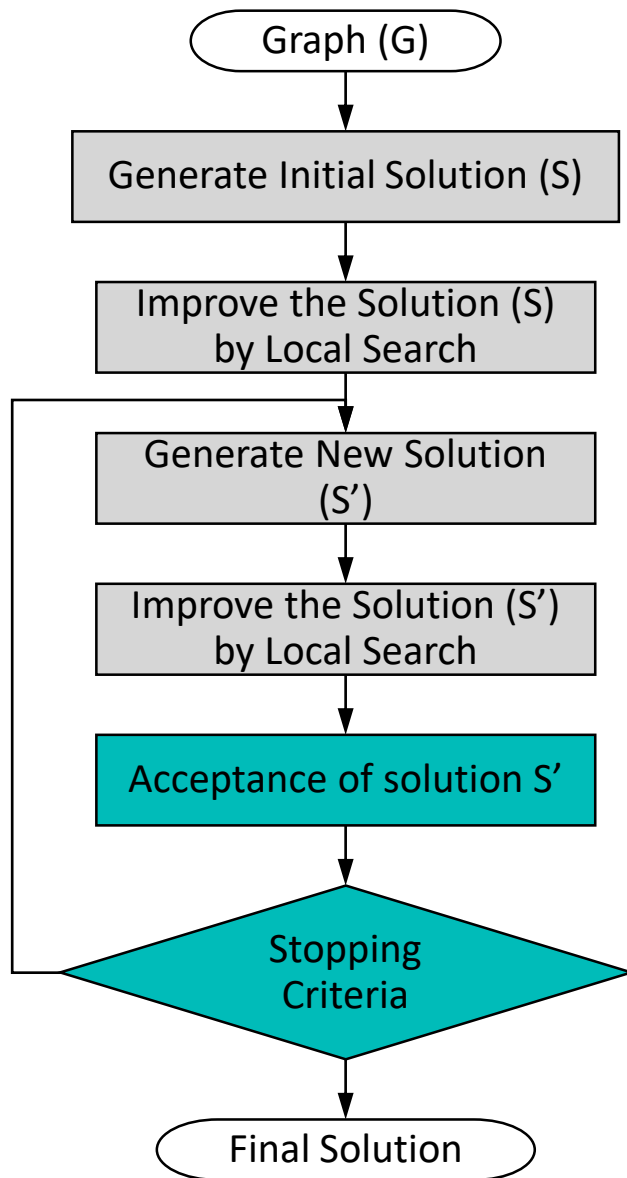 Graph (G)
Generate Initial Solution (S)
Improve the Solution (S)
by Local Search
Generate New Solution
(S’)
Improve the Solution (S’)
by Local Search
Acceptance of solution S’
Stopping
Criteria
Final Solution